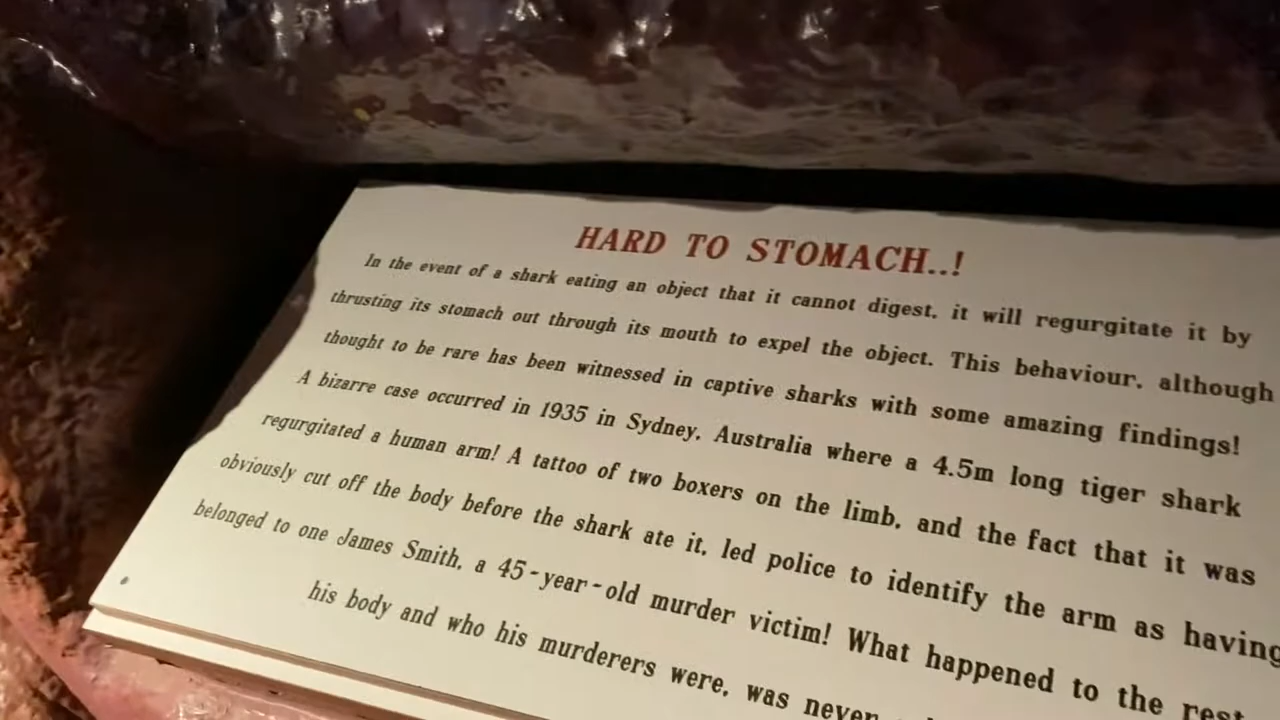 HARD TO STOMACH..!
In the event of a shark eating an object that it cannot digest, it will regurgitate it by
thrusting its stomach out through its mouth to expel the object. This behaviour, although
thought to be rare has been witnessed in captive sharks with some amazing findings!
A bizarre case occurred in 1935 in Sydney, Australia where a 4.5m long tiger shark
regurgitated a human arm! A tattoo of two boxers on the limb, and the fact that it was
obviously cut off the body before the shark ate it, led police to identify the arm as having
belonged to one James Smith, a 45-year-old murder victim! What happened to the rest
his body and who his murderers were, was never